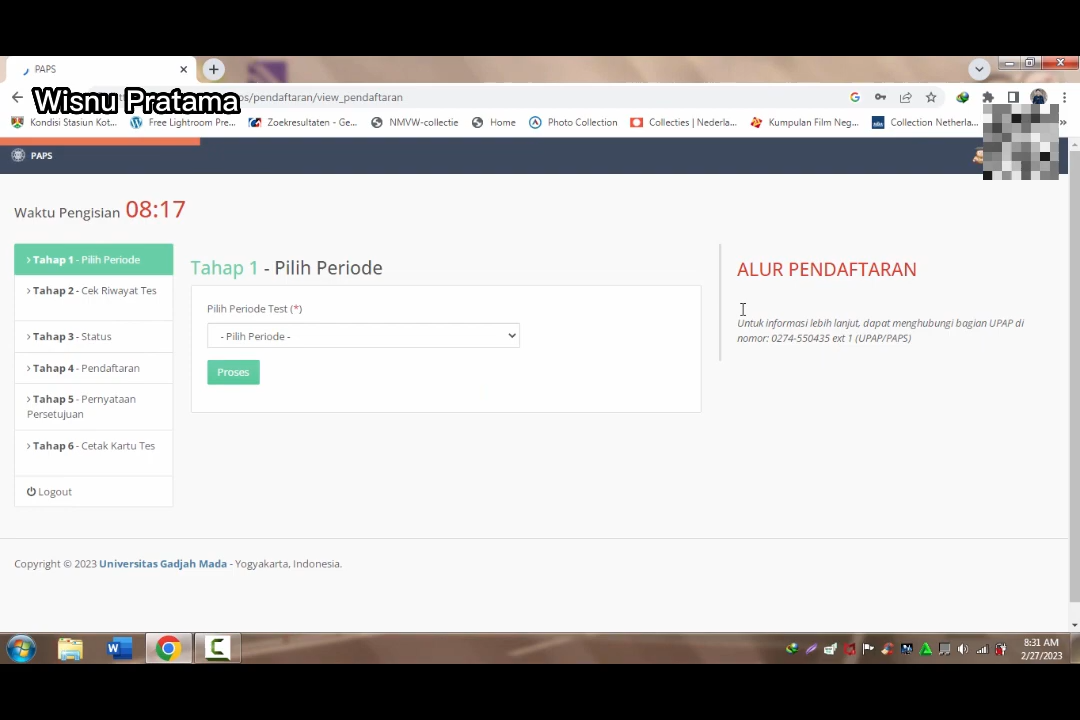 PAPS
Wisnu Pratama
s/pendaftaran/view_pendaftaran
Kondisi Stasiun Kot...
Free Lightroom Pre...
Zoekresultaten - Ge...
NMVW-collectie
Home
Photo Collection
Collecties | Nederla...
Kumpulan Film Neg...
Collection Netherla...
PAPS
Waktu Pengisian 08:17
Tahap 1 - Pilih Periode
Tahap 2 - Cek Riwayat Tes
Tahap 3 - Status
Tahap 4 - Pendaftaran
Tahap 5 - Pernyataan
Persetujuan
Tahap 6 - Cetak Kartu Tes
Logout
Tahap 1 - Pilih Periode
Pilih Periode Test (*)
- Pilih Periode -
Proses
ALUR PENDAFTARAN
Untuk informasi lebih lanjut, dapat menghubungi bagian UPAP di
nomor: 0274-550435 ext 1 (UPAP/PAPS)
Copyright © 2023 Universitas Gadjah Mada - Yogyakarta, Indonesia.
8:31 AM
2/27/2023